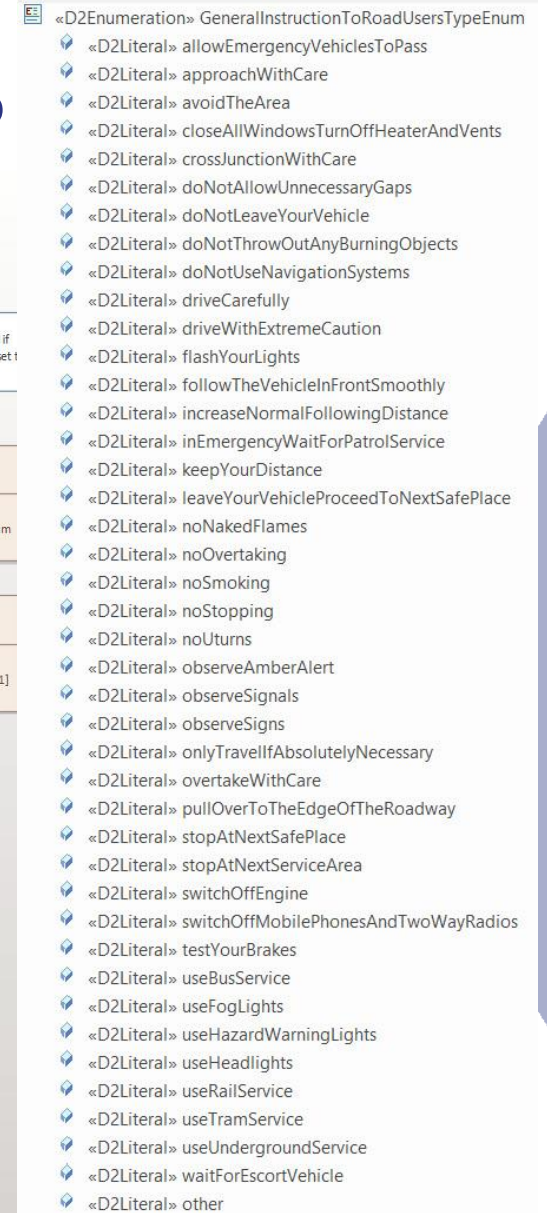 «D2Enumeration» GeneralInstructionToRoadUsersTypeEnum
«D2Literal» allowEmergencyVehiclesToPass
«D2Literal» approachWithCare
«D2Literal» avoidTheArea
«D2Literal» closeAllWindowsTurnOffHeaterAndVents
«D2Literal» crossJunctionWithCare
«D2Literal» doNotAllowUnnecessaryGaps
«D2Literal» doNotLeaveYourVehicle
«D2Literal» doNotThrowOutAnyBurningObjects
«D2Literal» doNotUseNavigationSystems
«D2Literal» driveCarefully
«D2Literal» driveWithExtremeCaution
«D2Literal» flashYourLights
«D2Literal» followTheVehicleInFrontSmoothly
«D2Literal» increaseNormalFollowingDistance
«D2Literal» inEmergencyWaitForPatrolService
«D2Literal» keepYourDistance
«D2Literal» leaveYourVehicleProceedToNextSafePlace
«D2Literal» noNakedFlames
«D2Literal» noOvertaking
«D2Literal» noSmoking
«D2Literal» noStopping
«D2Literal» noUturns
«D2Literal» observeAmberAlert
«D2Literal» observeSignals
«D2Literal» observeSigns
«D2Literal» onlyTravelIfAbsolutelyNecessary
«D2Literal» overtakeWithCare
«D2Literal» pullOverToTheEdgeOfTheRoadway
«D2Literal» stopAtNextSafePlace
«D2Literal» stopAtNextServiceArea
«D2Literal» switchOffEngine
«D2Literal» switchOffMobilePhonesAndTwoWayRadios
«D2Literal» testYourBrakes
«D2Literal» useBusService
«D2Literal» useFogLights
«D2Literal» useHazardWarningLights
«D2Literal» useHeadlights
«D2Literal» useRailService
«D2Literal» useTramService
«D2Literal» useUndergroundService
«D2Literal» waitForEscortVehicle
«D2Literal» other
if